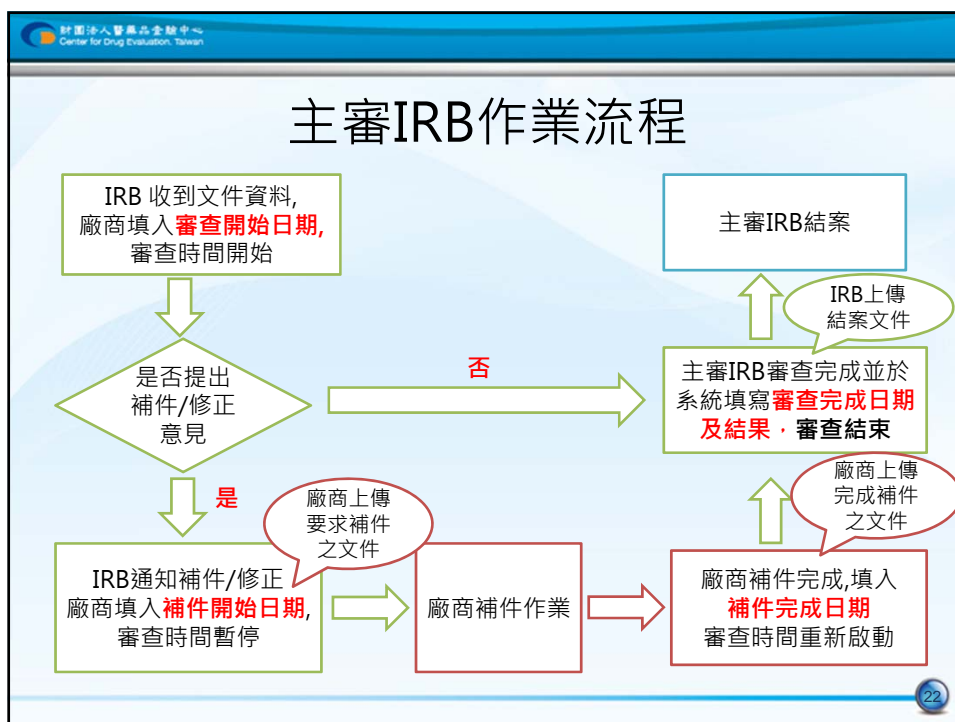 財團法人醫藥品查驗中心
Center for Drug Evaluation, Taiwan
主審IRB作業流程
IRB 收到文件資料,
廠商填入審查開始日期,
審查時間開始
主審IRB結案
IRB上傳
結案文件
是否提出
補件/修正
意見
否
主審IRB審查完成並於
系統填寫審查完成日期
及結果，審查結束
是
廠商上傳
要求補件
之文件
廠商上傳
完成補件
之文件
IRB通知補件/修正
廠商填入補件開始日期,
審查時間暫停
廠商補件作業
廠商補件完成,填入
補件完成日期
審查時間重新啟動
22